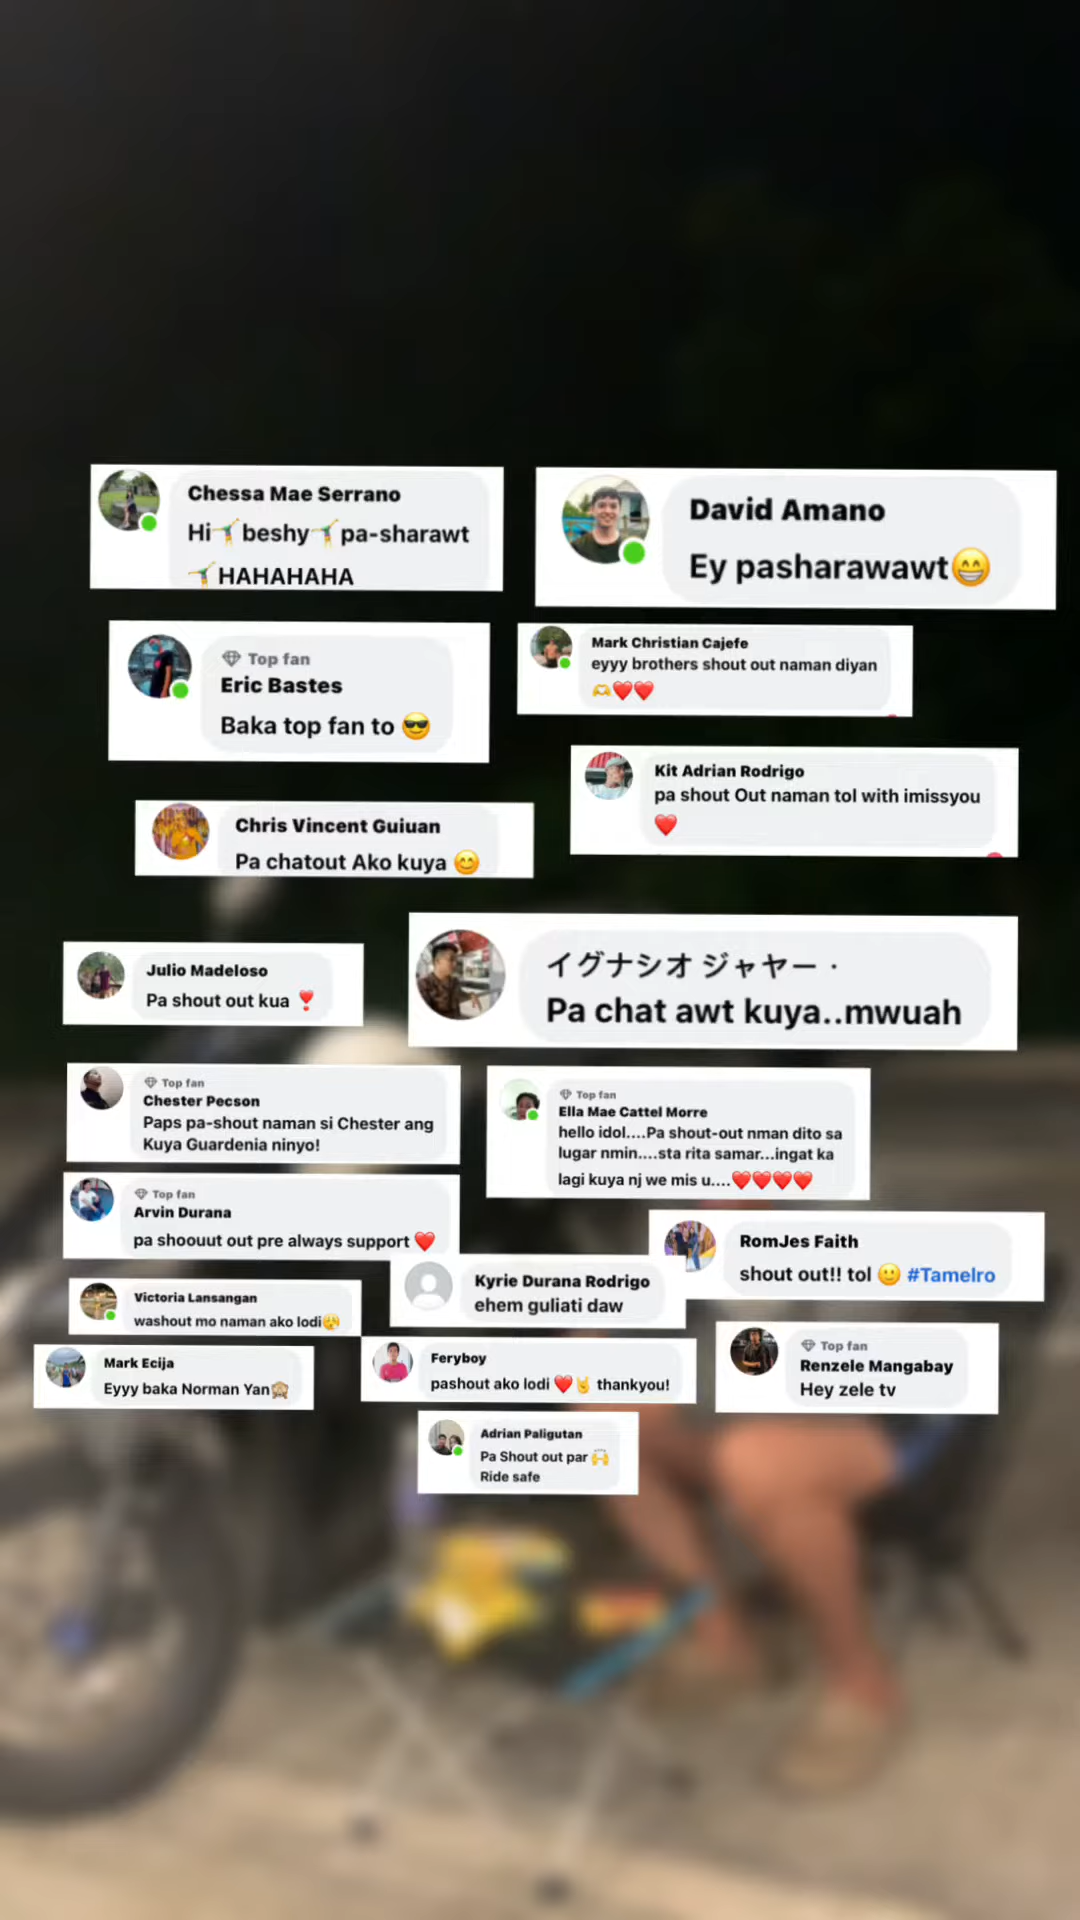 Chessa Mae Serrano
Hi🤸beshy🤸pa-sharawt
🤸HAHAHAHA
David Amano
Ey pasharawawt😁
Top fan
Eric Bastes
Baka top fan to 😎
Mark Christian Cajefe
eyyy brothers shout out naman diyan
🫶❤️❤️
Kit Adrian Rodrigo
pa shout Out naman tol with imissyou
❤️
Chris Vincent Guiuan
Pa chatout Ako kuya 😊
Julio Madeloso
Pa shout out kua ❣️
イグナシオ ジャヤー ·
Pa chat awt kuya..mwuah
Top fan
Chester Pecson
Paps pa-shout naman si Chester ang
Kuya Guardenia ninyo!
Top fan
Ella Mae Cattel Morre
hello idol....Pa shout-out nman dito sa
lugar nmin....sta rita samar...ingat ka
lagi kuya nj we mis u....❤️❤️❤️❤️
Top fan
Arvin Durana
pa shoouut out pre always support ❤️
RomJes Faith
shout out!! tol 🙂 #Tamelro
Kyrie Durana Rodrigo
ehem guliati daw
Victoria Lansangan
washout mo naman ako lodi🫠
Mark Ecija
Eyyy baka Norman Yan🙈
Feryboy
pashout ako lodi ❤️🤘 thankyou!
Top fan
Renzele Mangabay
Hey zele tv
Adrian Paligutan
Pa Shout out par 🙌
Ride safe